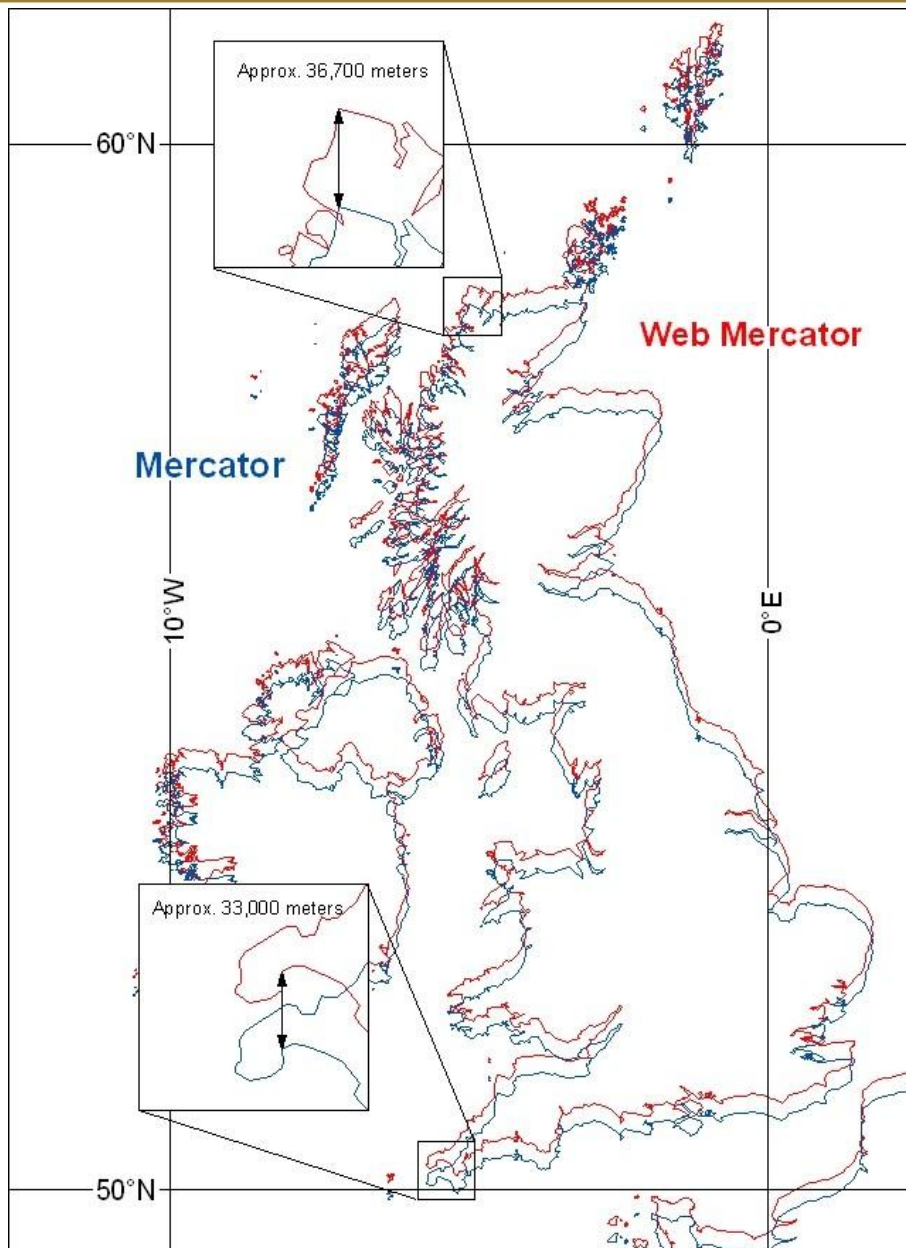 Approx. 36,700 meters
60°N
Web Mercator
Mercator
10°W
0°E
Approx. 33,000 meters
50°N